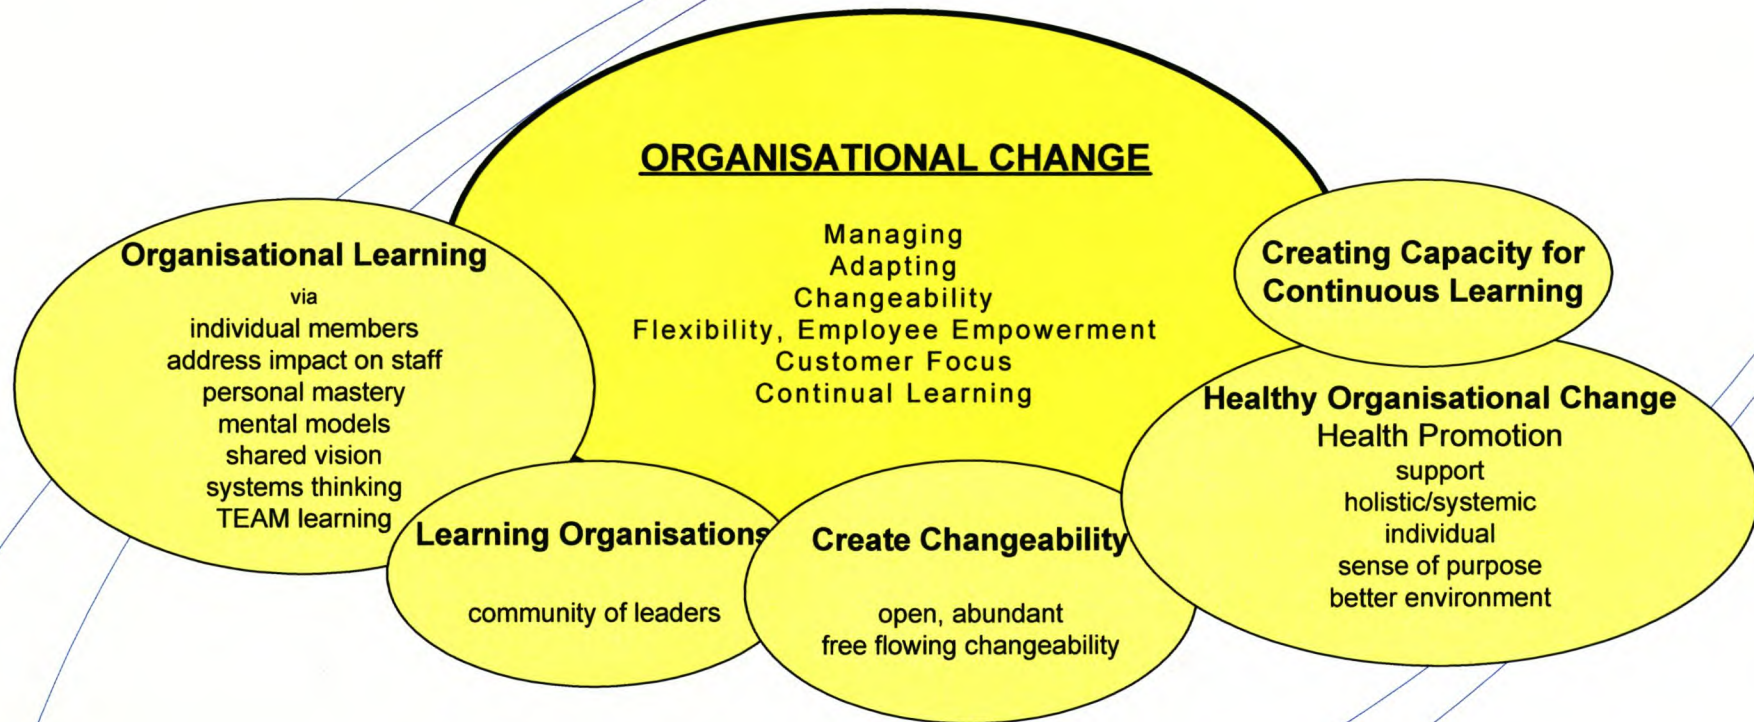 ORGANISATIONAL CHANGE
Managing
Adapting
Changeability
Flexibility, Employee Empowerment
Customer Focus
Continual Learning
Organisational Learning
via
individual members
address impact on staff
personal mastery
mental models
shared vision
systems thinking
TEAM learning
Learning Organisations
community of leaders
Create Changeability
open, abundant
free flowing changeability
Creating Capacity for
Continuous Learning
Healthy Organisational Change
Health Promotion
support
holistic/systemic
individual
sense of purpose
better environment